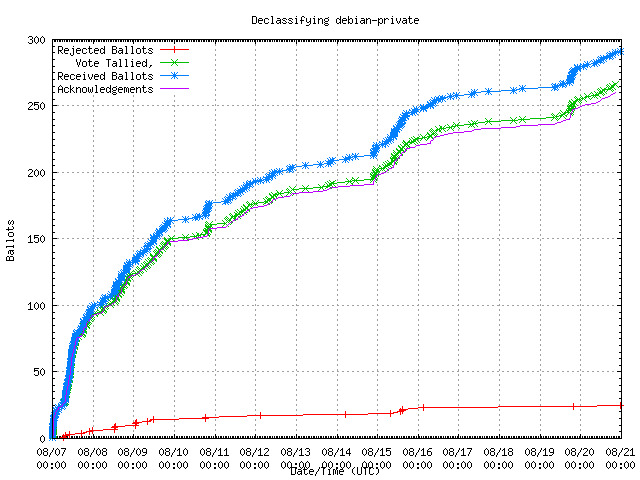 Declassifying debian-private
300
250
200
150
100
50
0
Ballots
Rejected Ballots
Vote Tallied,
Received Ballots
Acknowledgements
08/07 08/08 08/09 08/10 08/11 08/12 08/13 08/14 08/15 08/16 08/17 08/18 08/19 08/20 08/21
00:00 00:00 00:00 00:00 00:00 00:00 00:00 00:00 00:00 00:00 00:00 00:00 00:00 00:00 00:00
Date/Time (UTC)